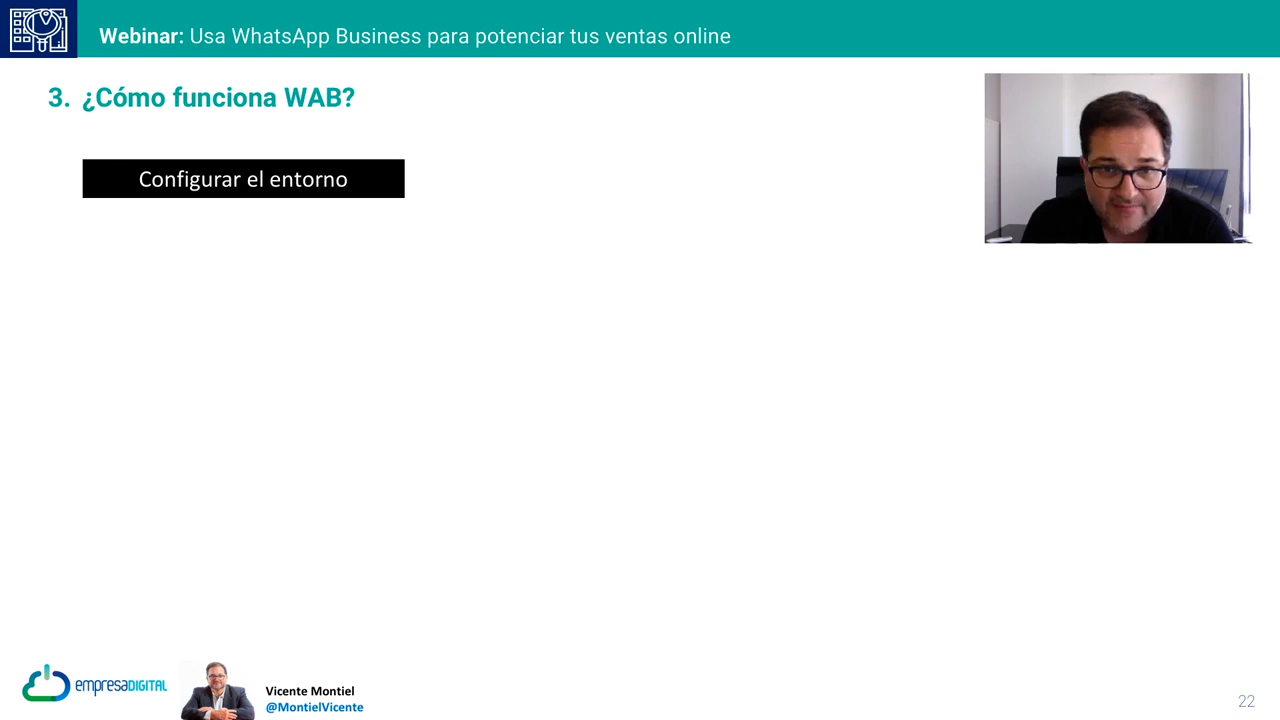 Webinar: Usa WhatsApp Business para potenciar tus ventas online
3. ¿Cómo funciona WAB?
Configurar el entorno
empresaDIGITAL
Vicente Montiel
@MontielVicente
22